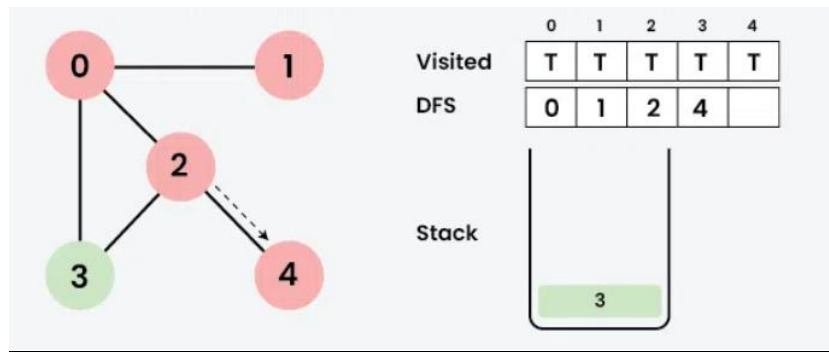 0 1
2
3 4
0 1 2 3 4
Visited T T T T T
DFS 0 1 2 4
Stack
3